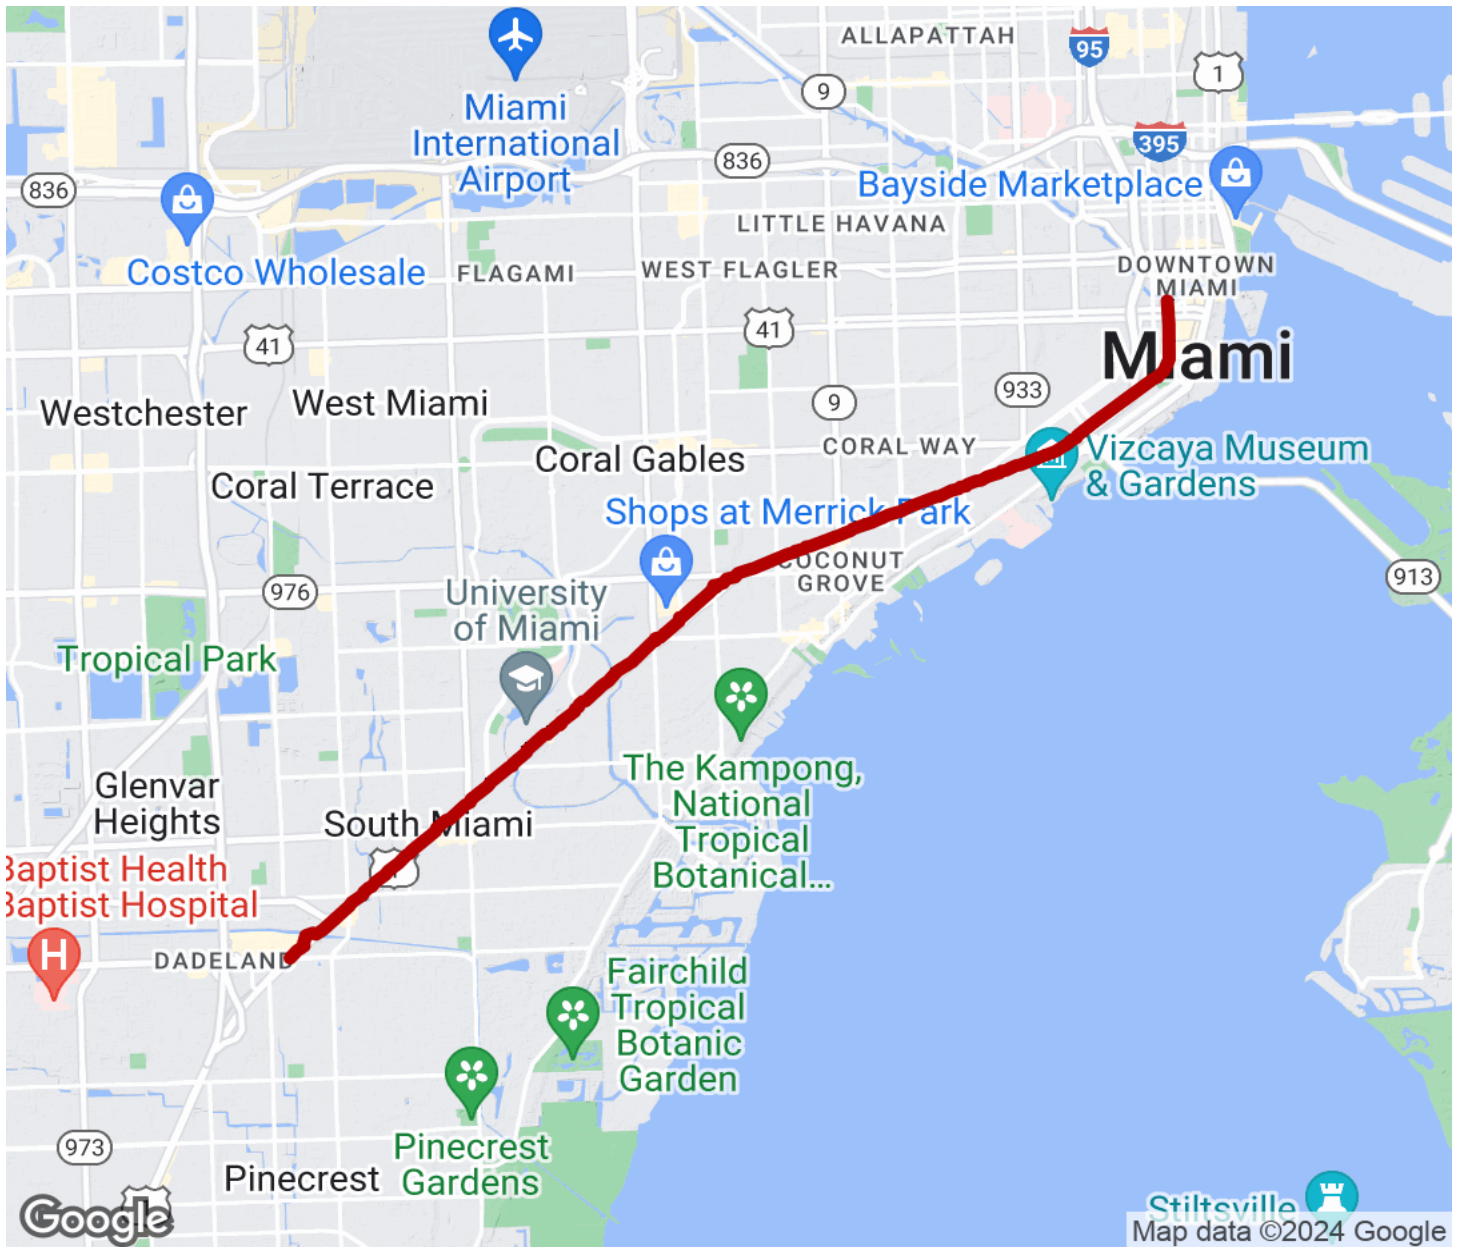 ALLAPATTAH
95
1
9
Miami
International
Airport
395
836
836
Bayside Marketplace
LITTLE HAVANA
Costco Wholesale
FLAGAMI
WEST FLAGLER
DOWNTOWN
MIAMI
41
41
Miami
933
9
West Miami
Westchester
CORAL WAY
Vizcaya Museum
& Gardens
Coral Gables
Coral Terrace
Shops at Merrick Park
COCONUT
GROVE
913
976
University
of Miami
Tropical Park
The Kampong,
National
Tropical
Botanical...
Glenvar
Heights
South Miami
Baptist Health
Baptist Hospital
H
DADELAND
Fairchild
Tropical
Botanic
Garden
973
Pinecrest
Gardens
Pinecrest
Stiltsville
Google
Map data ©2024 Google